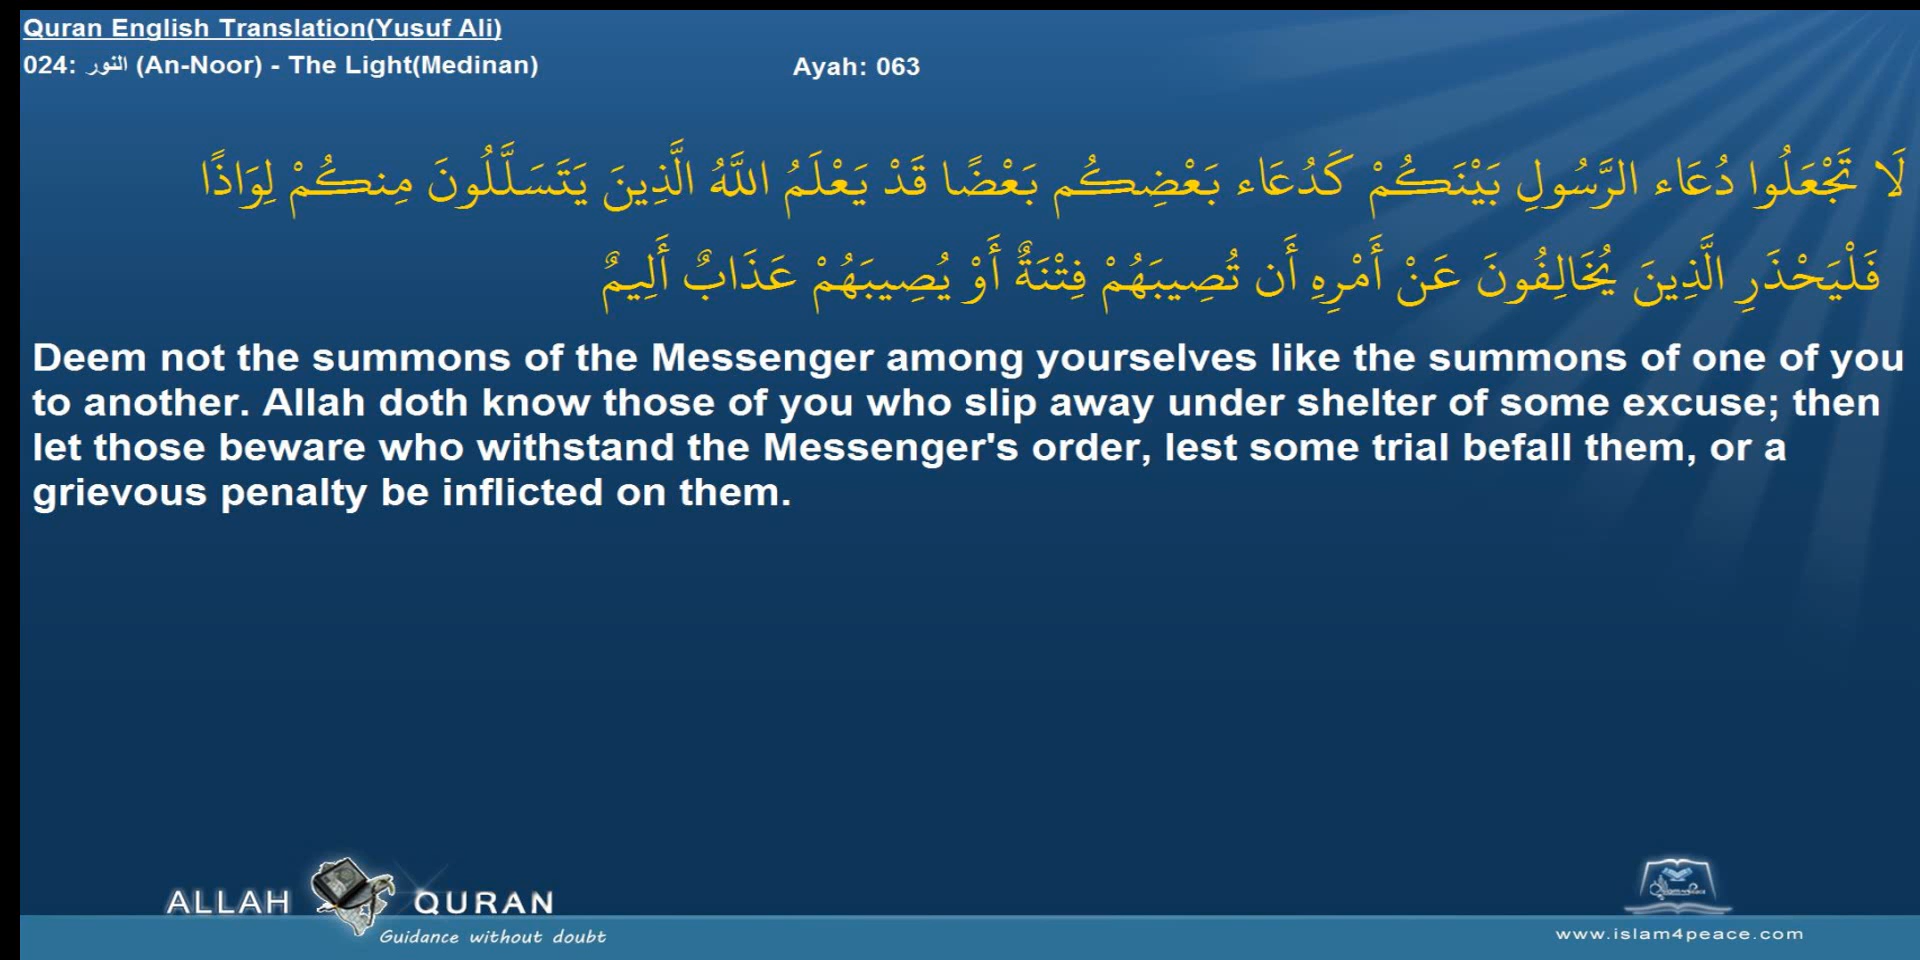 Quran English Translation(Yusuf Ali)
024: النور (An-Noor) - The Light(Medinan) Ayah: 063
لَا تَجْعَلُوا دُعَاء الرَّسُولِ بَيْنَكُمْ كَدُعَاء بَعْضِكُم بَعْضًا قَدْ يَعْلَمُ اللَّهُ الَّذِينَ يَتَسَلَّلُونَ مِنكُمْ لِوَاذًا
فَلْيَحْذَرِ الَّذِينَ يُخَالِفُونَ عَنْ أَمْرِهِ أَن تُصِيبَهُمْ فِتْنَةٌ أَوْ يُصِيبَهُمْ عَذَابٌ أَلِيمٌ
Deem not the summons of the Messenger among yourselves like the summons of one of you
to another. Allah doth know those of you who slip away under shelter of some excuse; then
let those beware who withstand the Messenger's order, lest some trial befall them, or a
grievous penalty be inflicted on them.
ALLAH QURAN
Guidance without doubt
www.islam4peace.com